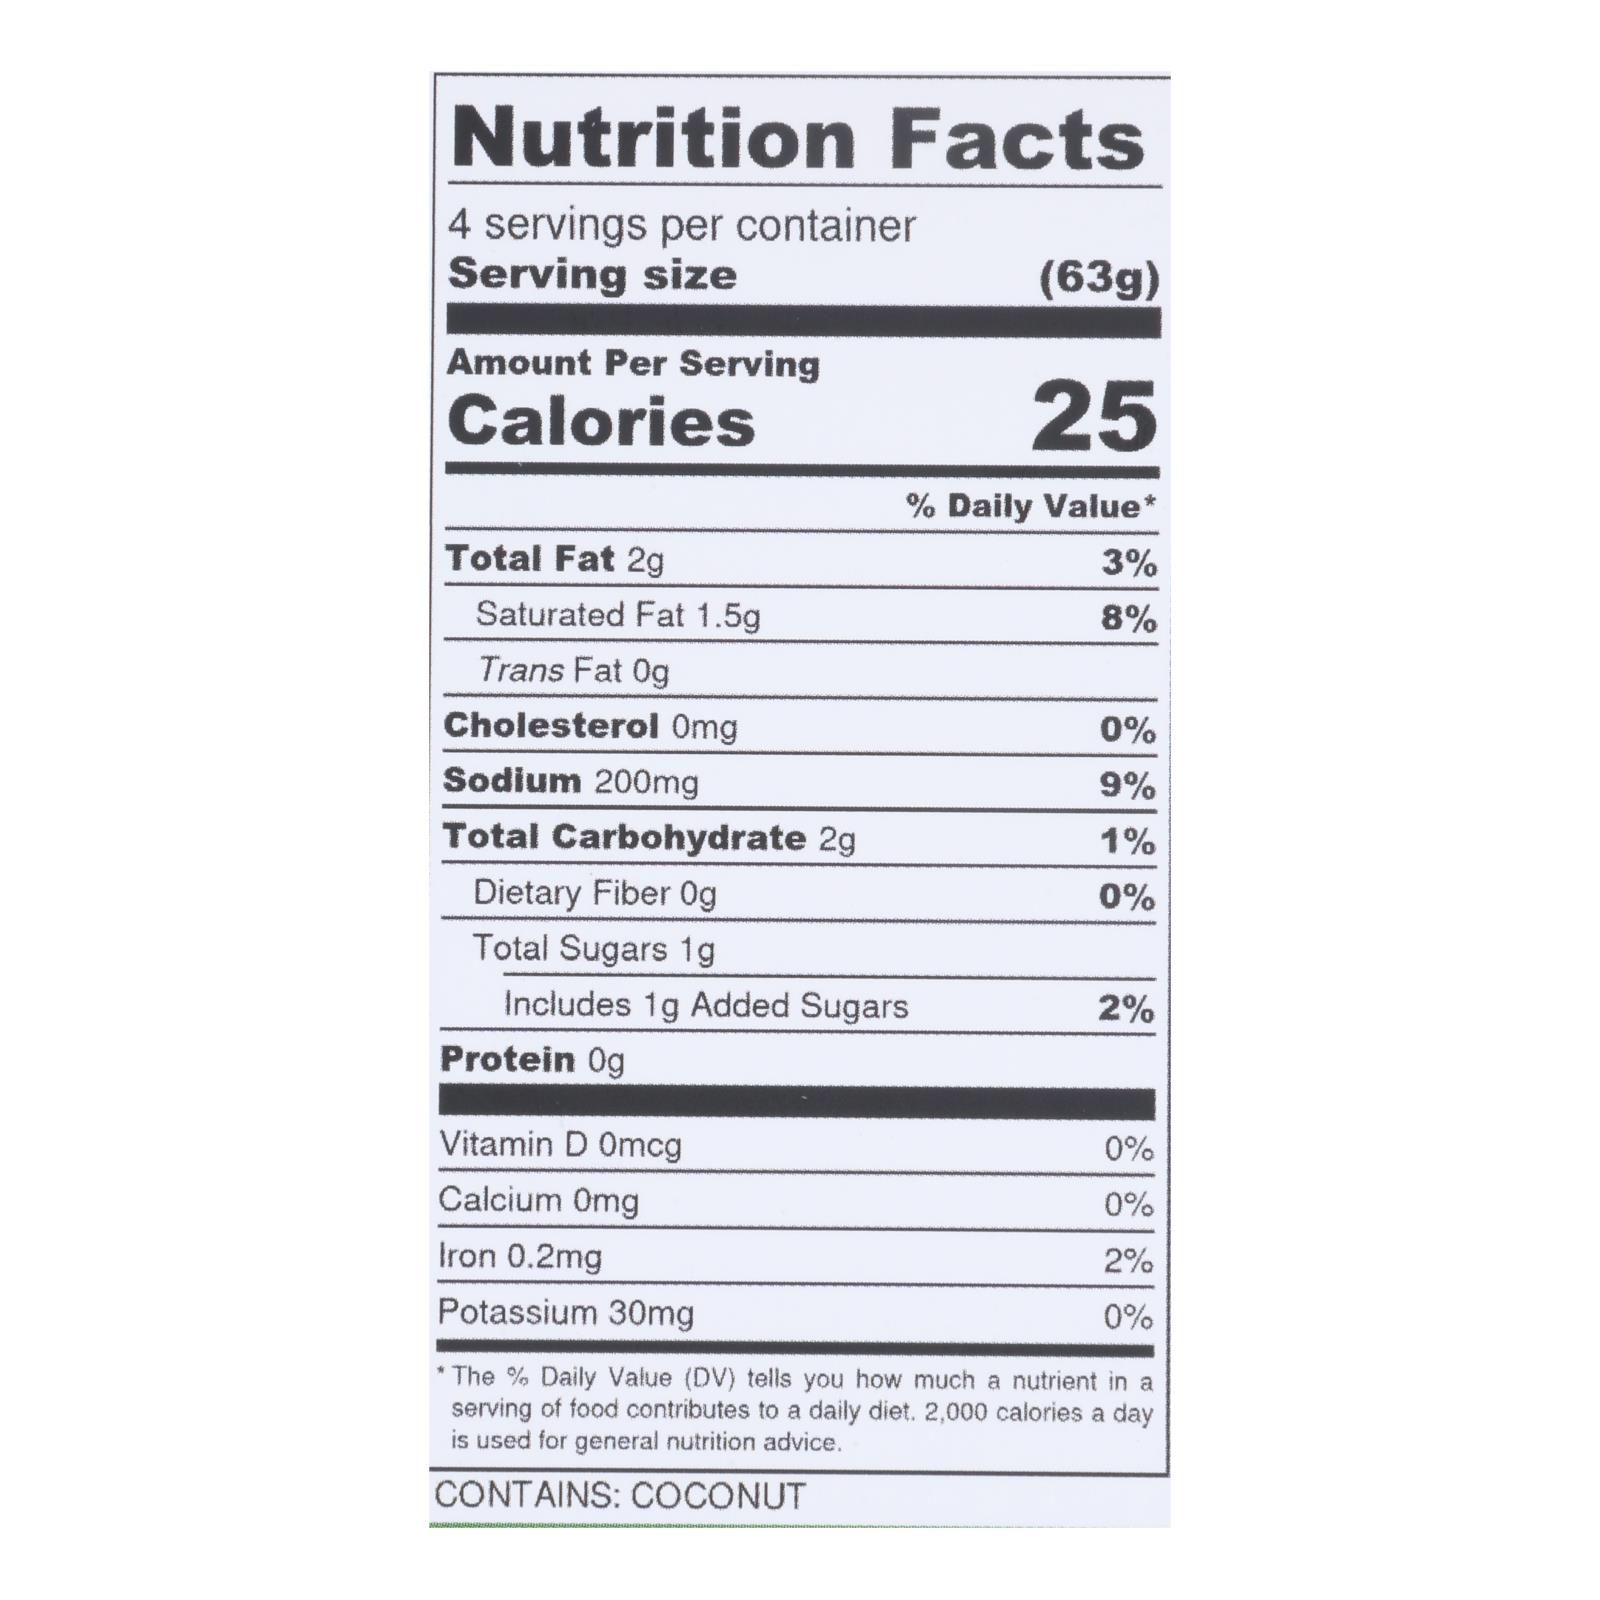 Nutrition Facts
4 servings per container
Serving size (63g)
Amount Per Serving
Calories 25
% Daily Value*
Total Fat 2g 3%
Saturated Fat 1.5g 8%
Trans Fat 0g
Cholesterol 0mg 0%
Sodium 200mg 9%
Total Carbohydrate 2g 1%
Dietary Fiber 0g 0%
Total Sugars 1g
Includes 1g Added Sugars 2%
Protein 0g
Vitamin D 0mcg 0%
Calcium 0mg 0%
Iron 0.2mg 2%
Potassium 30mg 0%
* The % Daily Value (DV) tells you how much a nutrient in a
serving of food contributes to a daily diet. 2,000 calories a day
is used for general nutrition advice.
CONTAINS: COCONUT